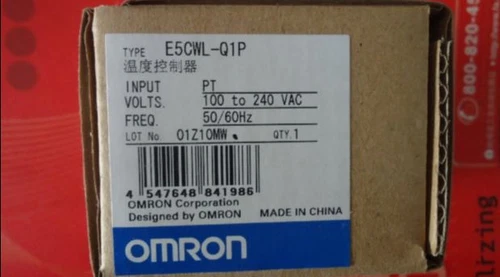 TYPE E5CWL-Q1P
温度控制器
INPUT PT
VOLTS. 100 to 240 VAC
FREQ. 50/60Hz
LOT No. 01Z10MW. QTY.1
4 547648 841986
OMRON Corporation
Designed by OMRON MADE IN CHINA
OMRON
800-820-45